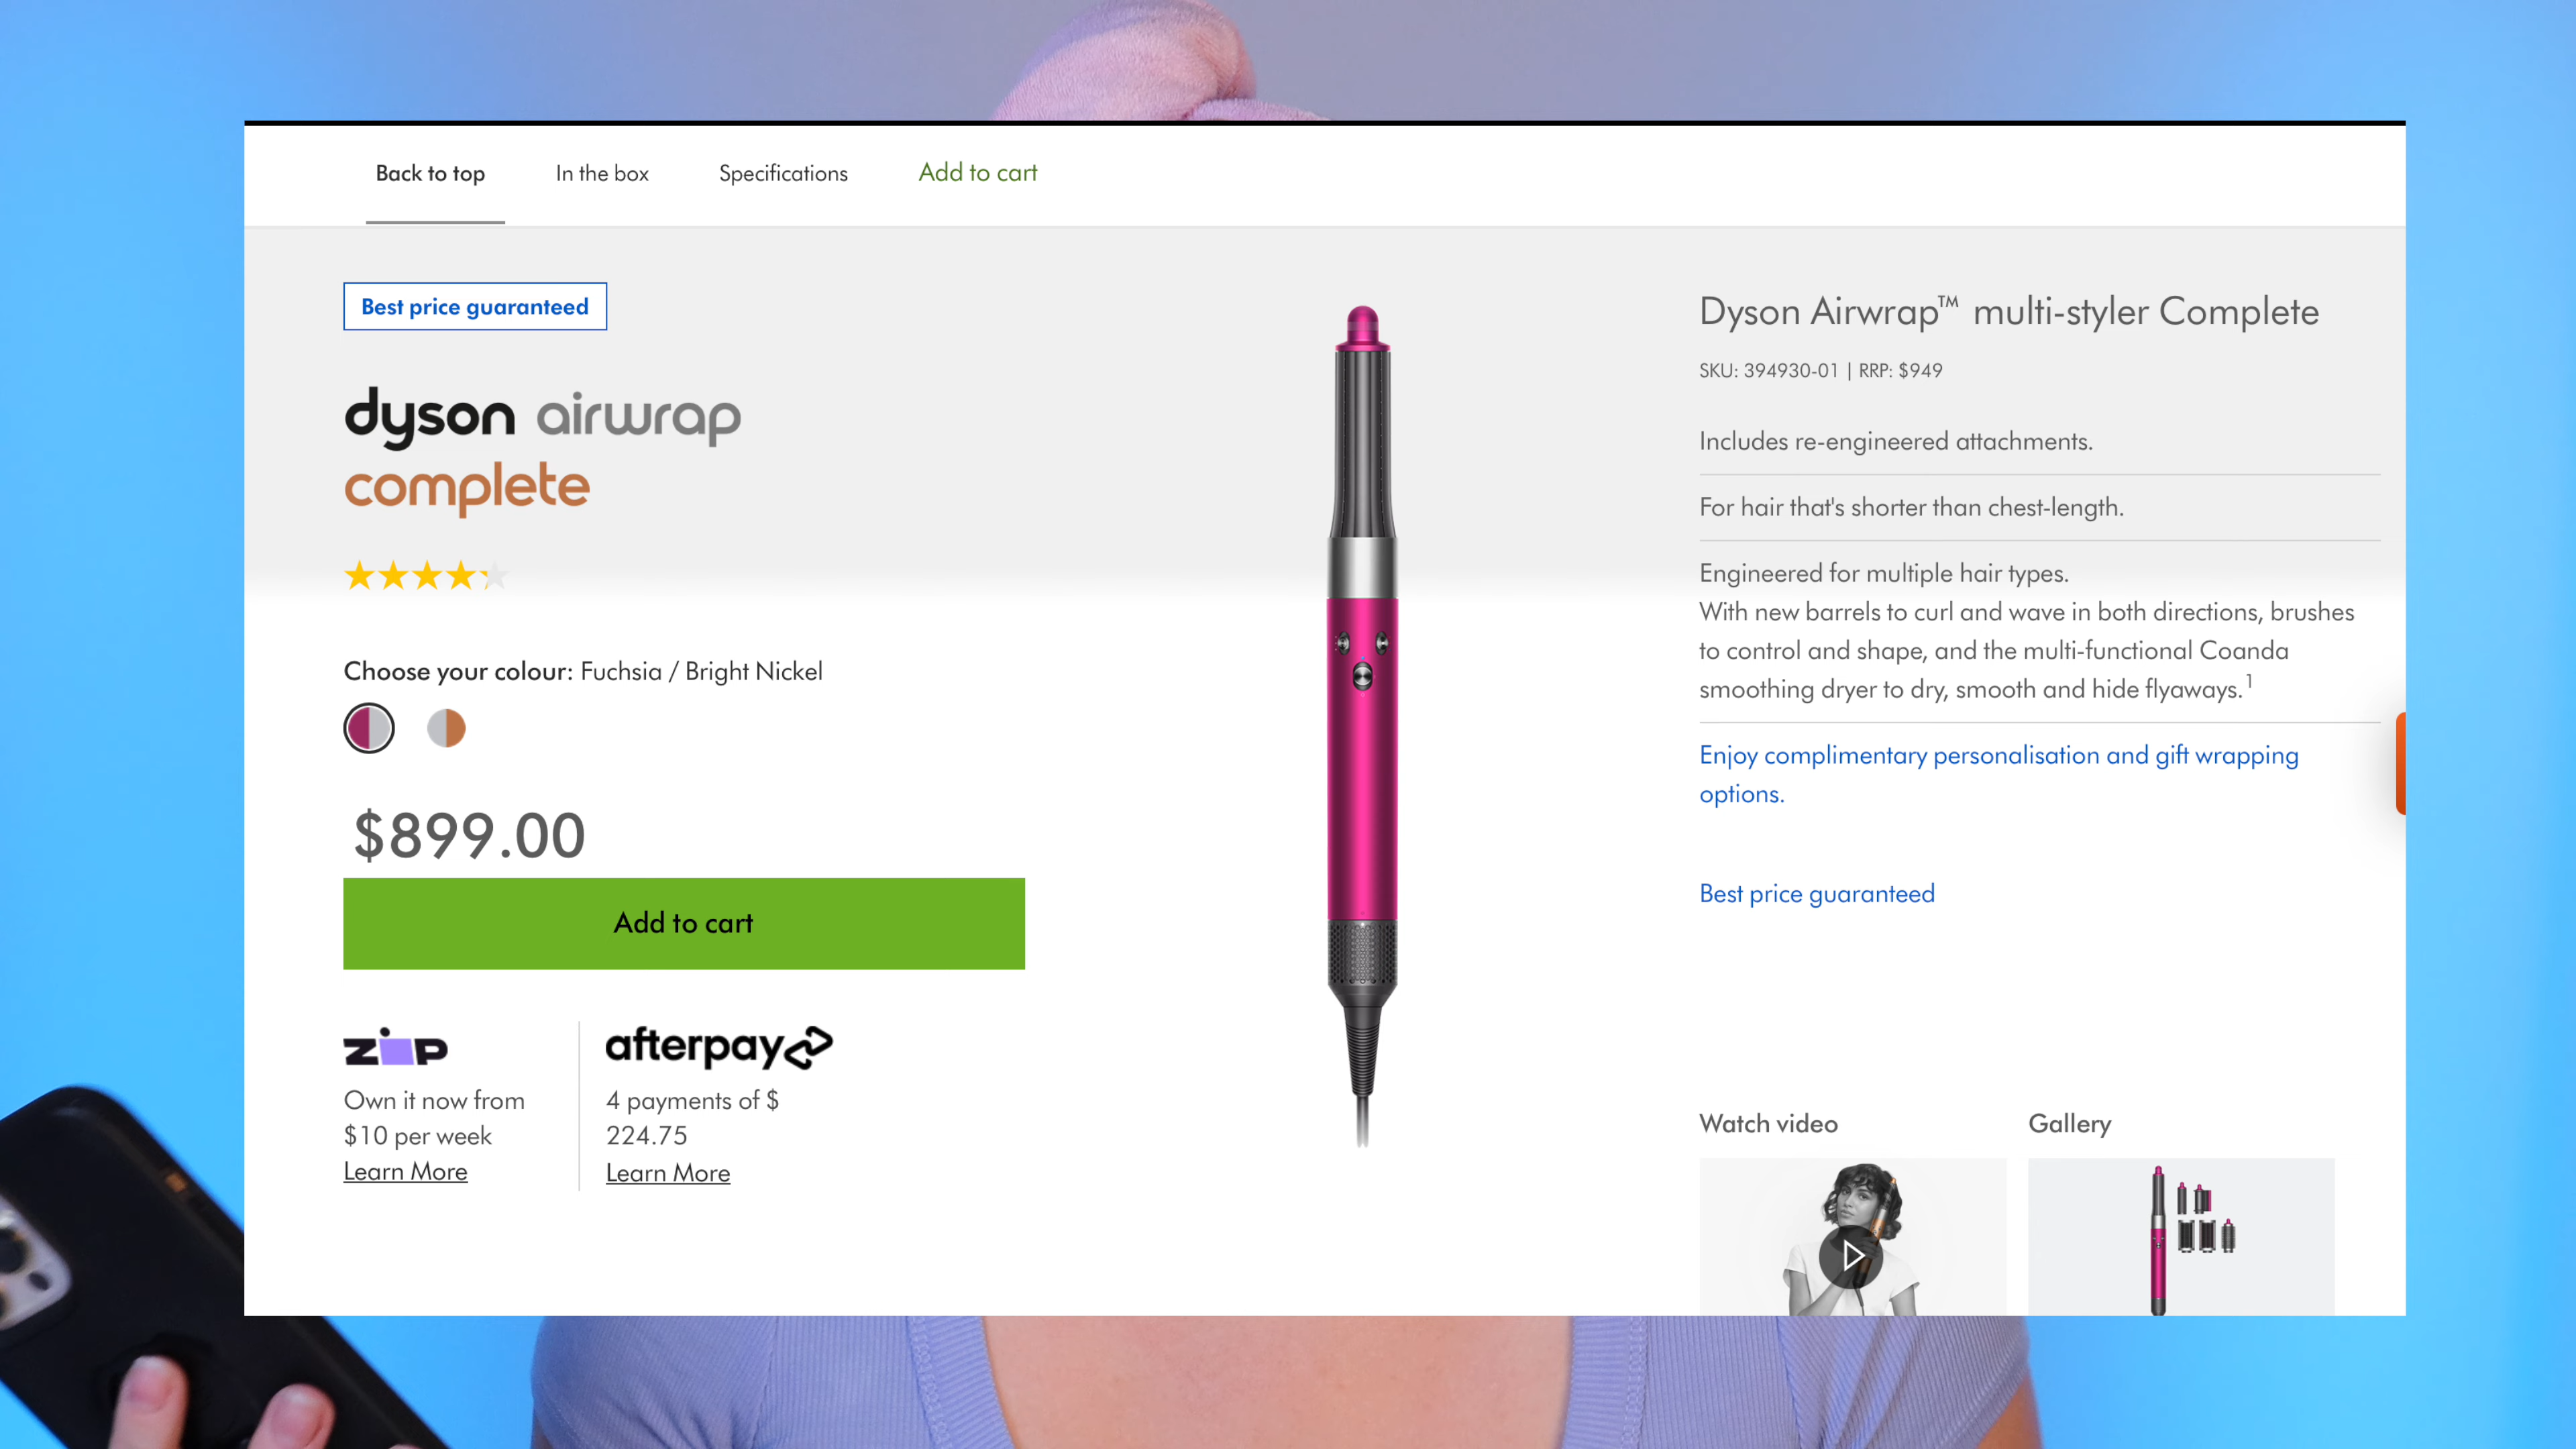 Back to top
In the box
Specifications
Add to cart
Best price guaranteed
dyson airwrap
complete
Choose your colour: Fuchsia / Bright Nickel
$899.00
Add to cart
zip
Own it now from
$10 per week
Learn More
afterpay
4 payments of $
224.75
Learn More
Dyson Airwrap™ multi-styler Complete
SKU: 394930-01 | RRP: $949
Includes re-engineered attachments.
For hair that's shorter than chest-length.
Engineered for multiple hair types.
With new barrels to curl and wave in both directions, brushes
to control and shape, and the multi-functional Coanda
smoothing dryer to dry, smooth and hide flyaways.¹
Enjoy complimentary personalisation and gift wrapping
options.
Best price guaranteed
Watch video
Gallery